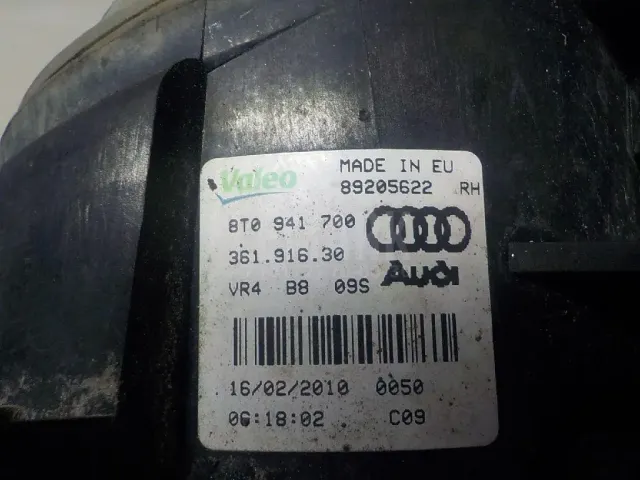 Valeo
MADE IN EU
89205622 RH
8T0 941 700
361.916.30
Audi
VR4 B8 09S
16/02/2010 0050
06:18:02 C09